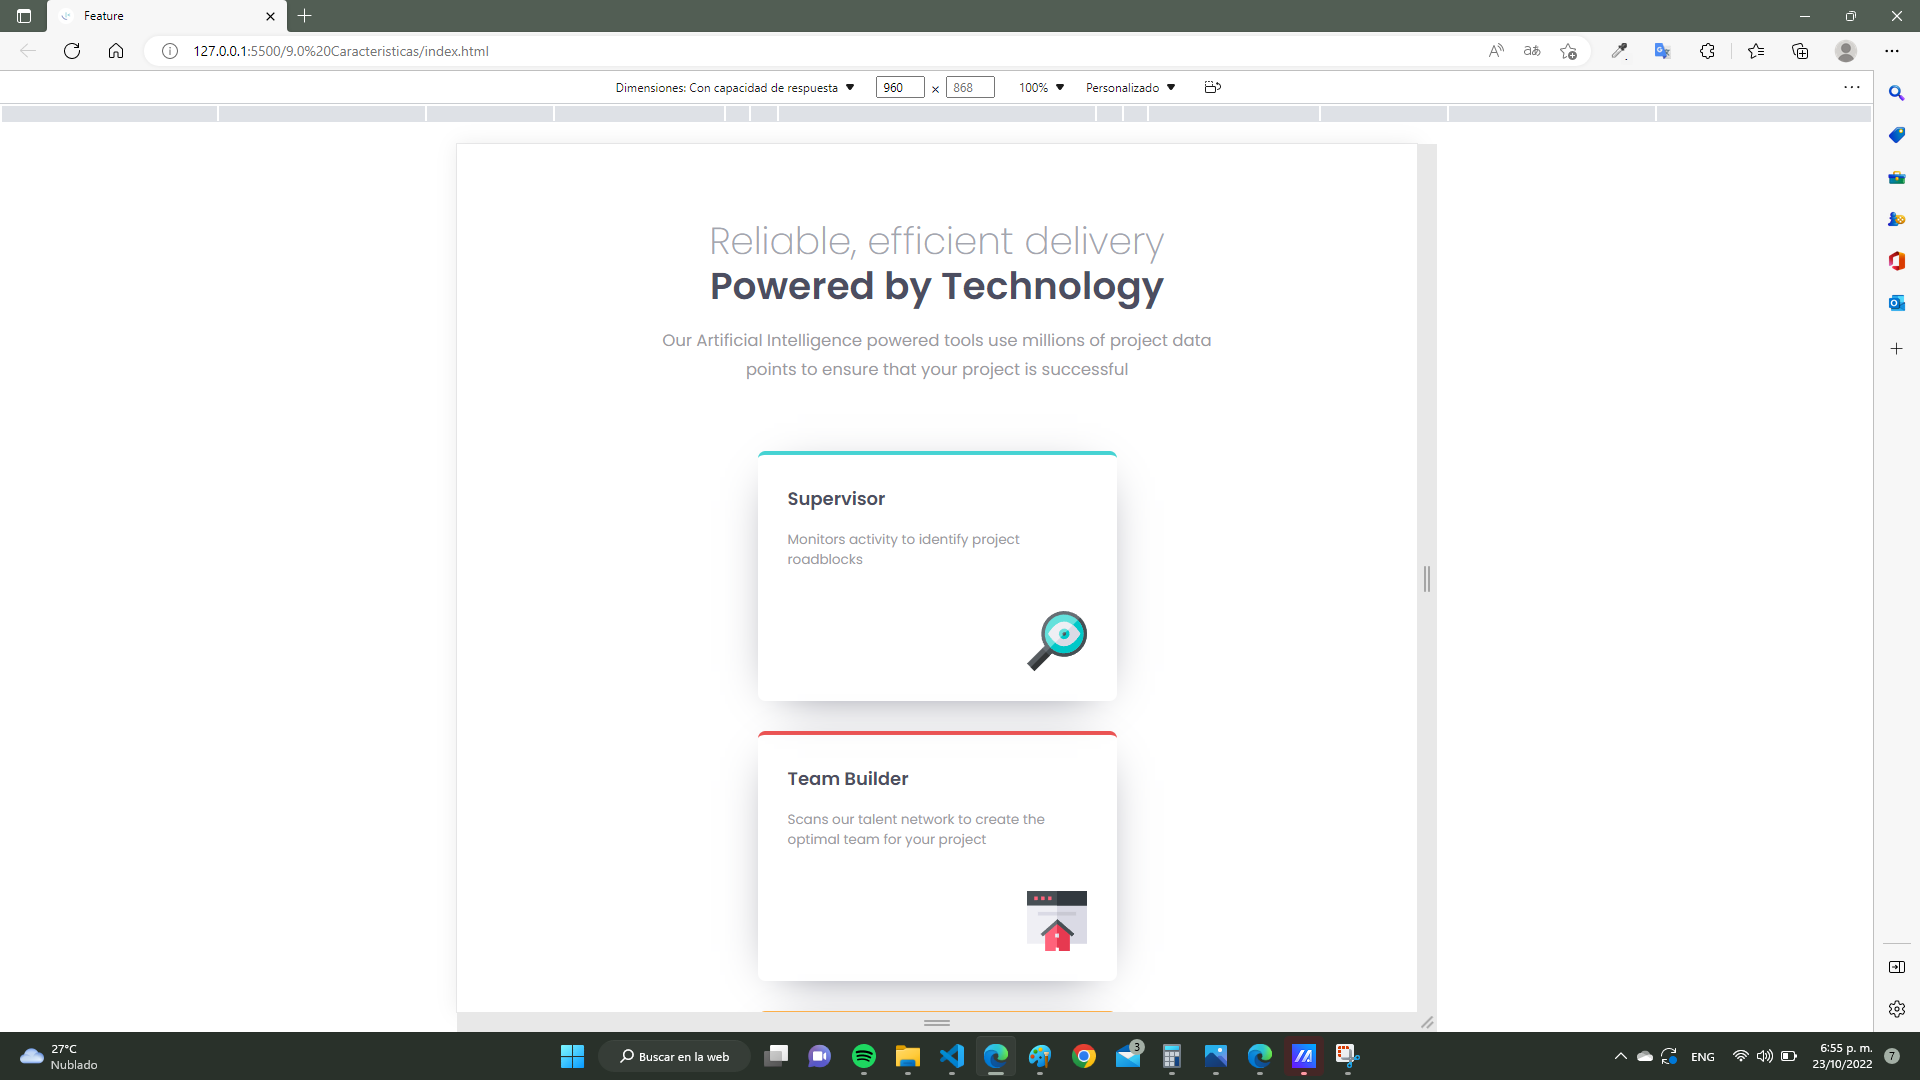 Feature
127.0.0.1:5500/9.0%20Caracteristicas/index.html
Dimensiones: Con capacidad de respuesta
960 × 868
100%
Personalizado
Reliable, efficient delivery
Powered by Technology
Our Artificial Intelligence powered tools use millions of project data
points to ensure that your project is successful
Supervisor
Monitors activity to identify project
roadblocks
Team Builder
Scans our talent network to create the
optimal team for your project
27°C
Nublado
Buscar en la web
3
ENG
6:55 p. m.
23/10/2022
7